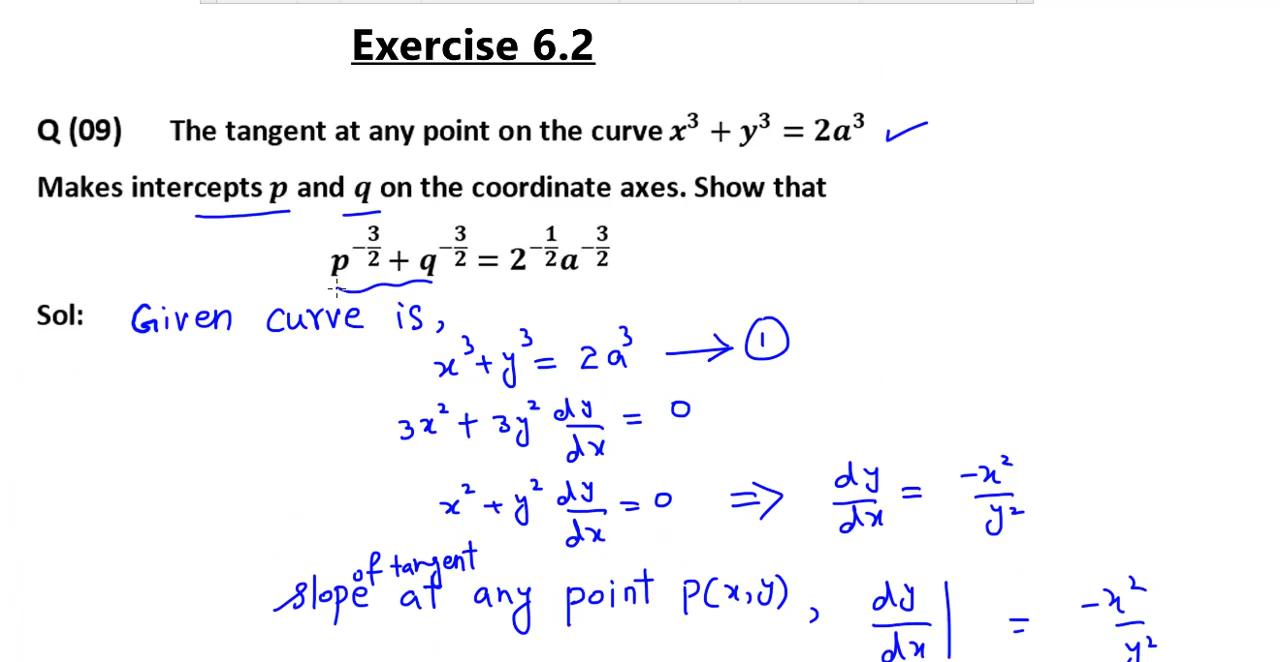 Exercise 6.2
Q (09) The tangent at any point on the curve x³ + y³ = 2a³
Makes intercepts p and q on the coordinate axes. Show that
p^(-3/2) + q^(-3/2) = 2^(-1/2) a^(-3/2)
Sol: Given curve is,
x³ + y³ = 2a³ → ①
3x² + 3y² dy/dx = 0
x² + y² dy/dx = 0 ⇒ dy/dx = -x²/y²
slope of tangent at any point P(x,y), dy/dx | = -x²/y²